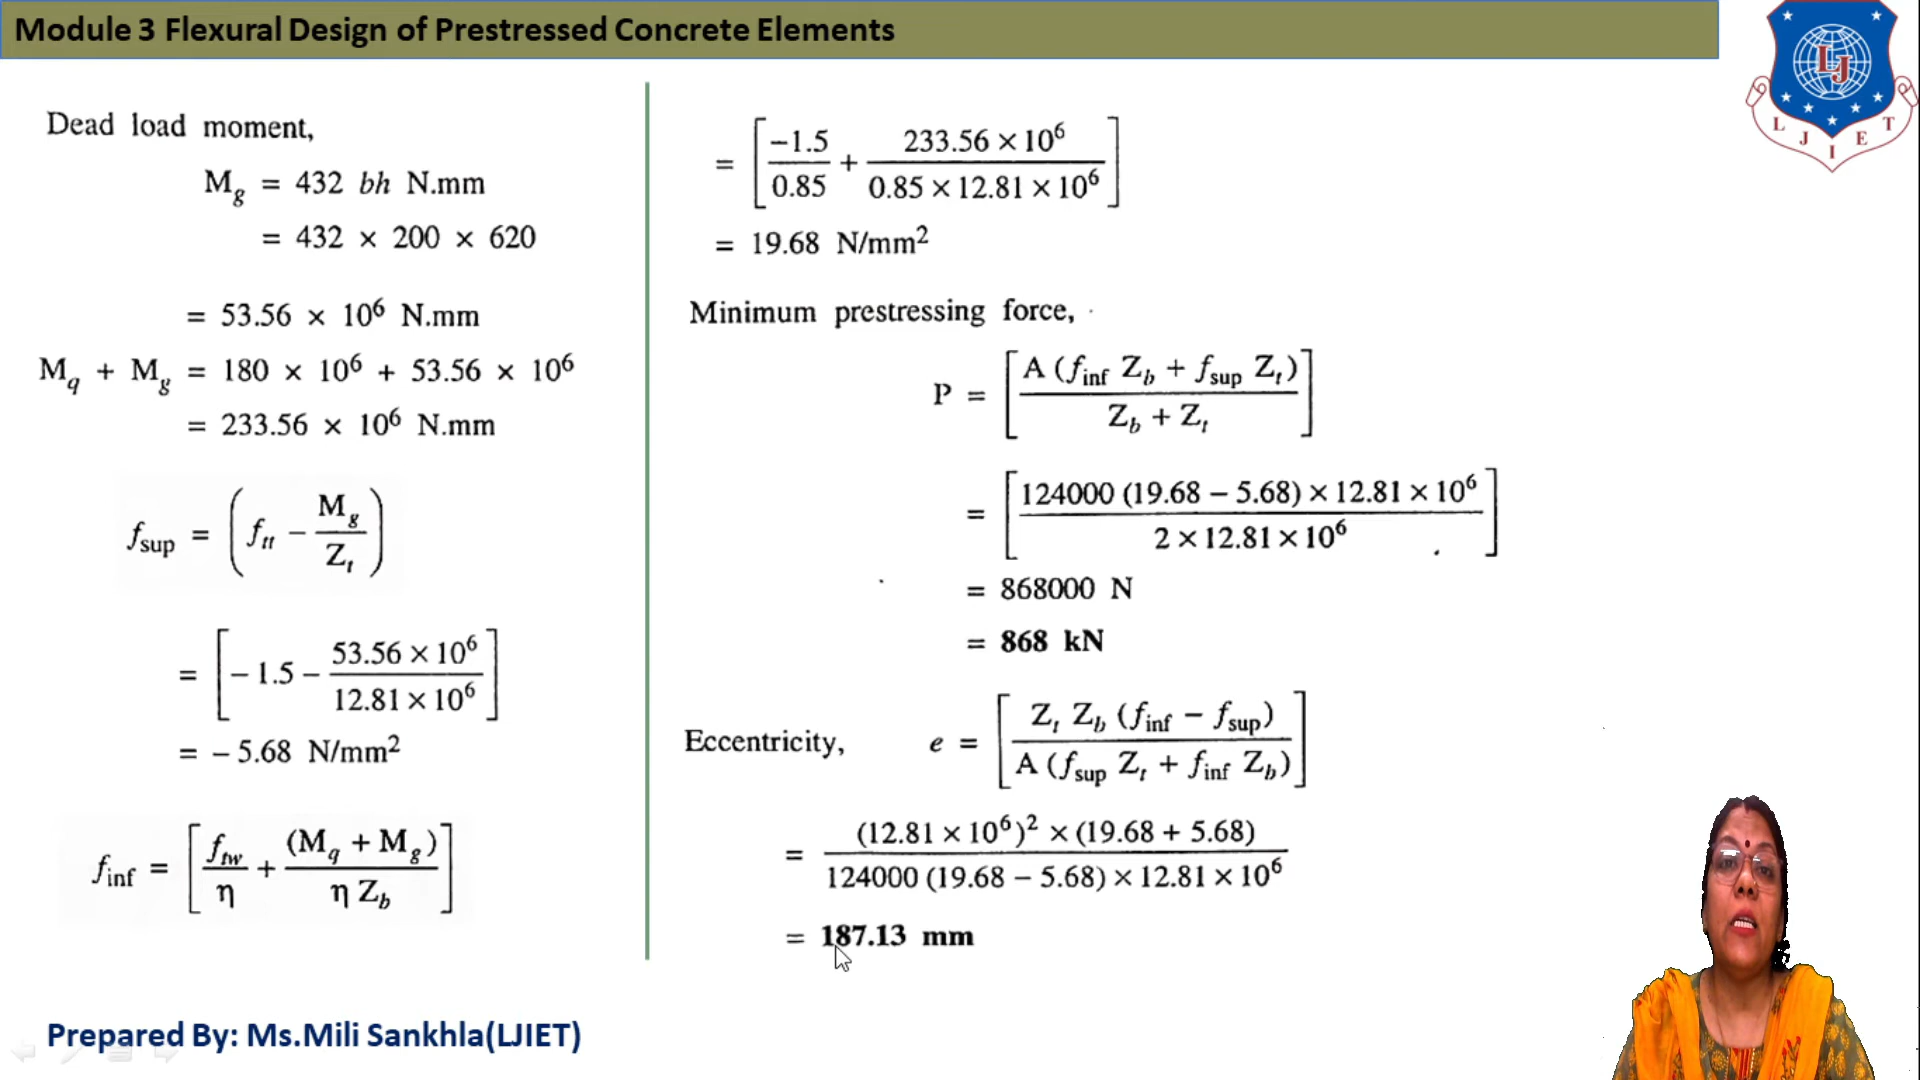 Module 3 Flexural Design of Prestressed Concrete Elements
LJ
L J I E T
Dead load moment,
M_g = 432 bh N.mm
= 432 × 200 × 620
= 53.56 × 10⁶ N.mm
M_q + M_g = 180 × 10⁶ + 53.56 × 10⁶
= 233.56 × 10⁶ N.mm
f_sup = (f_tt − M_g / Z_t)
= [−1.5 − 53.56 × 10⁶ / 12.81 × 10⁶]
= −5.68 N/mm²
f_inf = [f_tw / η + (M_q + M_g) / η Z_b]
= [−1.5 / 0.85 + 233.56 × 10⁶ / 0.85 × 12.81 × 10⁶]
= 19.68 N/mm²
Minimum prestressing force,
P = [A (f_inf Z_b + f_sup Z_t) / Z_b + Z_t]
= [124000 (19.68 − 5.68) × 12.81 × 10⁶ / 2 × 12.81 × 10⁶]
= 868000 N
= 868 kN
Eccentricity, e = [Z_t Z_b (f_inf − f_sup) / A (f_sup Z_t + f_inf Z_b)]
= (12.81 × 10⁶)² × (19.68 + 5.68) / 124000 (19.68 − 5.68) × 12.81 × 10⁶
= 187.13 mm
Prepared By: Ms.Mili Sankhla(LJIET)